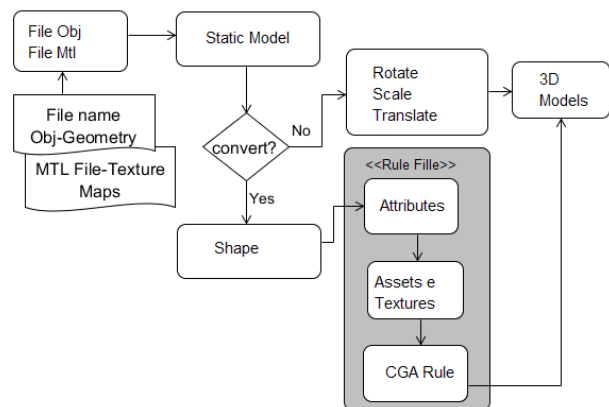 File Obj
File Mtl
Static Model
Rotate
Scale
Translate
3D
Models
File name
Obj-Geometry
MTL File-Texture
Maps
convert?
No
Yes
Shape
<<Rule Fille>>
Attributes
Assets e
Textures
CGA Rule